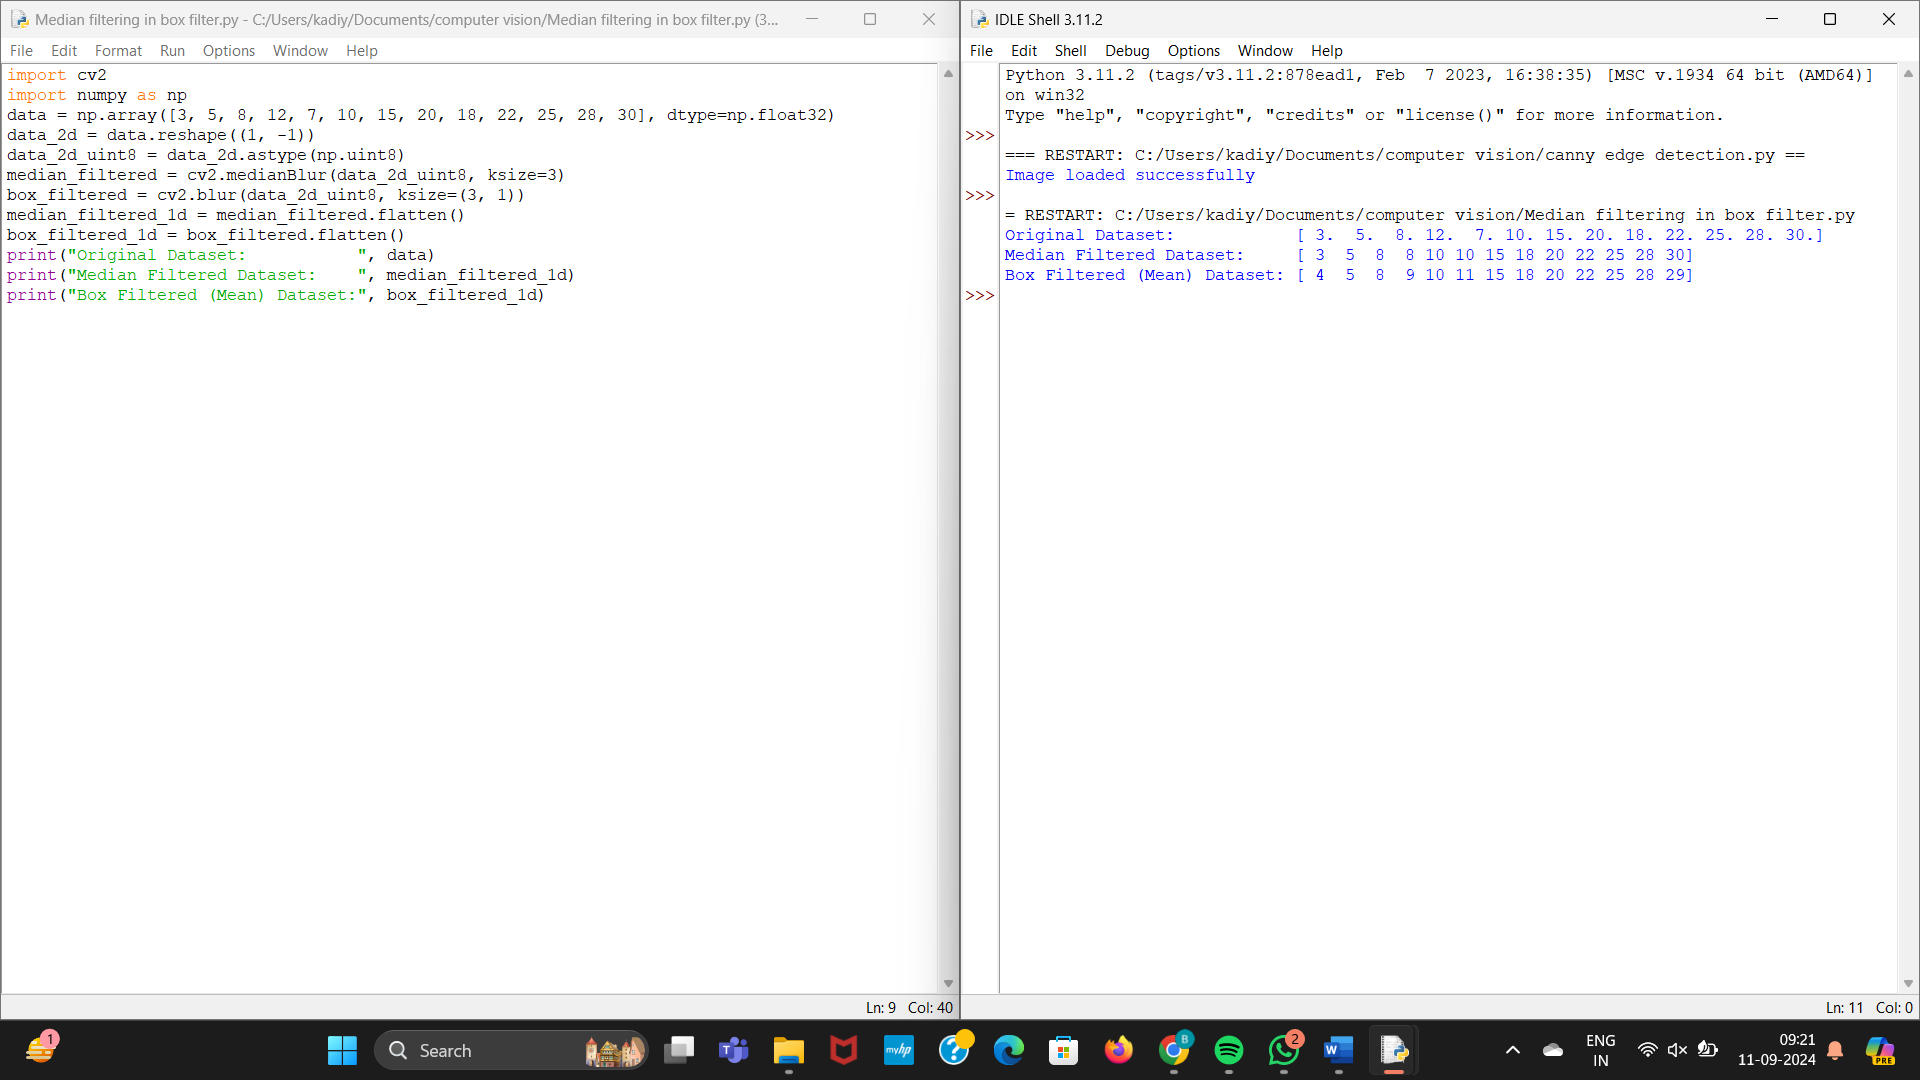 Median filtering in box filter.py - C:/Users/kadiy/Documents/computer vision/Median filtering in box filter.py (3...
File Edit Format Run Options Window Help
import cv2
import numpy as np
data = np.array([3, 5, 8, 12, 7, 10, 15, 20, 18, 22, 25, 28, 30], dtype=np.float32)
data_2d = data.reshape((1, -1))
data_2d_uint8 = data_2d.astype(np.uint8)
median_filtered = cv2.medianBlur(data_2d_uint8, ksize=3)
box_filtered = cv2.blur(data_2d_uint8, ksize=(3, 1))
median_filtered_1d = median_filtered.flatten()
box_filtered_1d = box_filtered.flatten()
print("Original Dataset:           ", data)
print("Median Filtered Dataset:    ", median_filtered_1d)
print("Box Filtered (Mean) Dataset:", box_filtered_1d)
Ln: 9 Col: 40
IDLE Shell 3.11.2
File Edit Shell Debug Options Window Help
Python 3.11.2 (tags/v3.11.2:878ead1, Feb  7 2023, 16:38:35) [MSC v.1934 64 bit (AMD64)]
on win32
Type "help", "copyright", "credits" or "license()" for more information.
>>>
=== RESTART: C:/Users/kadiy/Documents/computer vision/canny edge detection.py ==
Image loaded successfully
>>>
= RESTART: C:/Users/kadiy/Documents/computer vision/Median filtering in box filter.py
Original Dataset:            [ 3.  5.  8. 12.  7. 10. 15. 20. 18. 22. 25. 28. 30.]
Median Filtered Dataset:     [ 3  5  8  8 10 10 15 18 20 22 25 28 30]
Box Filtered (Mean) Dataset: [ 4  5  8  9 10 11 15 18 20 22 25 28 29]
>>>
Ln: 11 Col: 0
1
Search
T
myhp
?
B
2
W
ENG
IN
09:21
11-09-2024
PRE